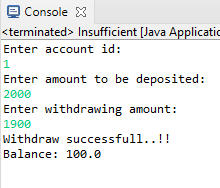 Console
<terminated> Insufficient [Java Applicatio
Enter account id:
1
Enter amount to be deposited:
2000
Enter withdrawing amount:
1900
Withdraw successfull..!!
Balance: 100.0